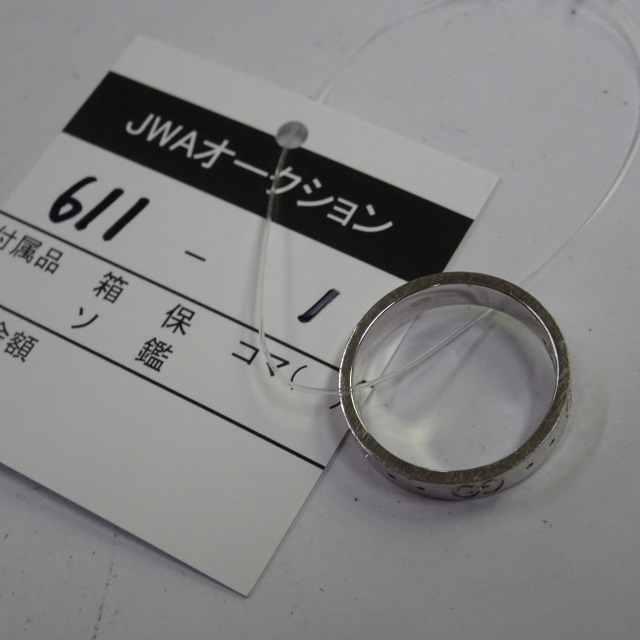 JWAオークション
611 - 1
付属品 箱 保 コマ(
ソ 鑑
金額